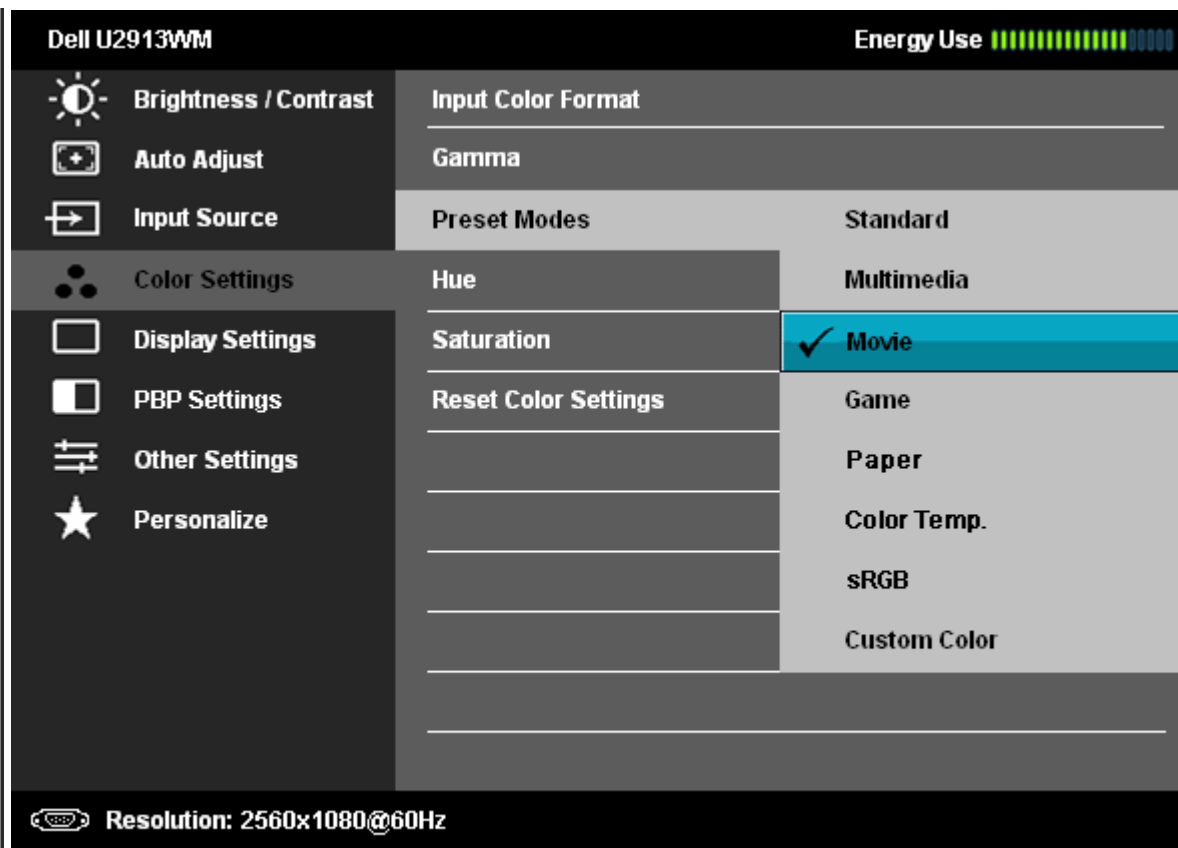 Dell U2913WM Energy Use
Brightness / Contrast Input Color Format
Auto Adjust Gamma
Input Source Preset Modes Standard
Color Settings Hue Multimedia
Display Settings Saturation Movie
PBP Settings Reset Color Settings Game
Other Settings Paper
Personalize Color Temp.
sRGB
Custom Color
Resolution: 2560x1080@60Hz